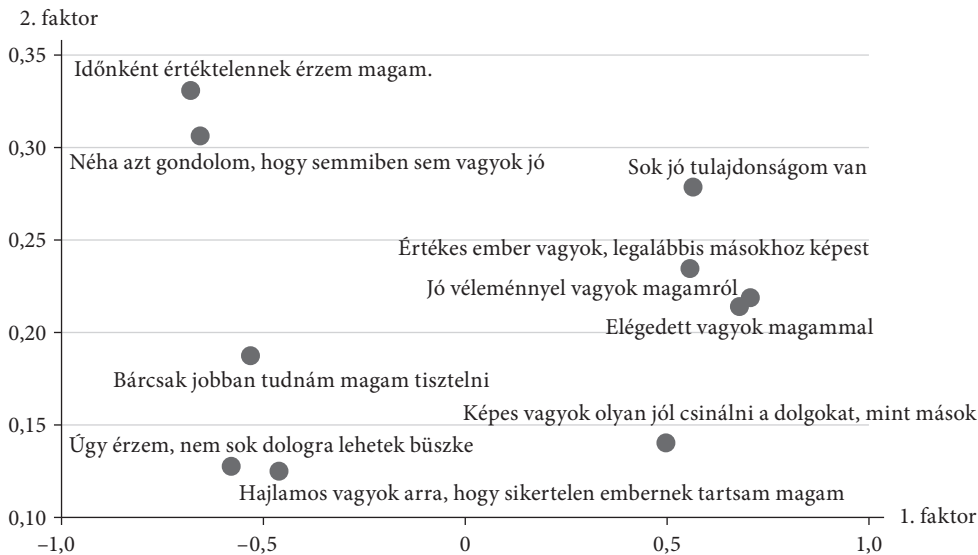 2. faktor
0,35
Időnként értéktelennek érzem magam.
0,30
Néha azt gondolom, hogy semmiben sem vagyok jó
Sok jó tulajdonságom van
0,25
Értékes ember vagyok, legalábbis másokhoz képest
Jó véleménnyel vagyok magamról
0,20
Elégedett vagyok magammal
Bárcsak jobban tudnám magam tisztelni
0,15
Képes vagyok olyan jól csinálni a dolgokat, mint mások
Úgy érzem, nem sok dologra lehetek büszke
Hajlamos vagyok arra, hogy sikertelen embernek tartsam magam
0,10
1. faktor
–1,0 –0,5 0 0,5 1,0